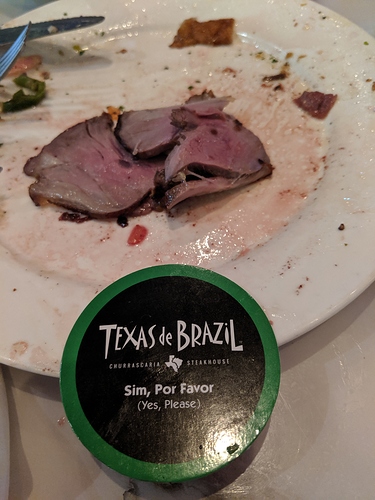 TEXAS de BRAZIL
CHURRASCARIA STEAKHOUSE
Sim, Por Favor
(Yes, Please)